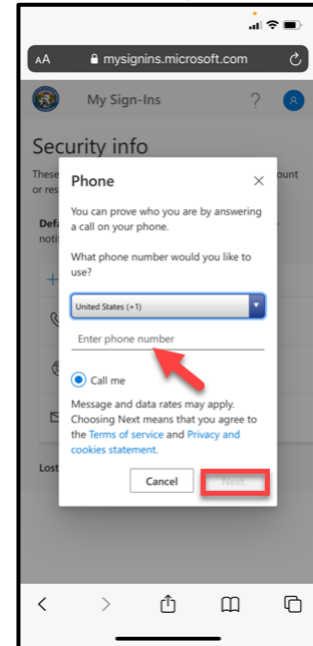 AA mysignins.microsoft.com
My Sign-Ins ? R
Security info
These ount
or res
Defa
noti
Phone
You can prove who you are by answering
a call on your phone.
What phone number would you like to
use?
United States (+1)
Enter phone number
Call me
Message and data rates may apply.
Choosing Next means that you agree to
the Terms of service and Privacy and
cookies statement.
Lost
Cancel Next